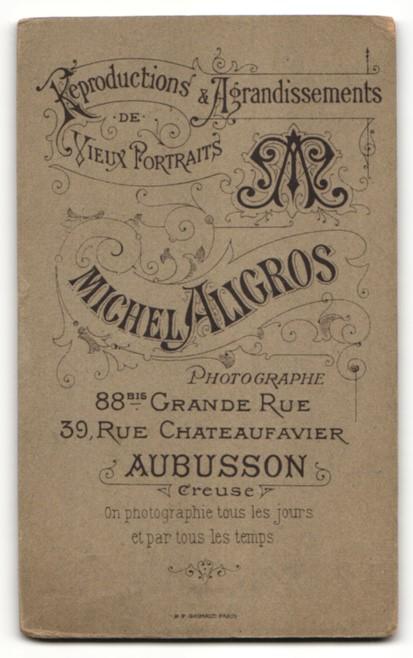 Reproductions & Agrandissements
DE
VIEUX PORTRAITS
MA
MICHEL ALIGROS
PHOTOGRAPHE
88BIS GRANDE RUE
39, RUE CHATEAUFAVIER
AUBUSSON
Creuse
On photographie tous les jours
et par tous les temps